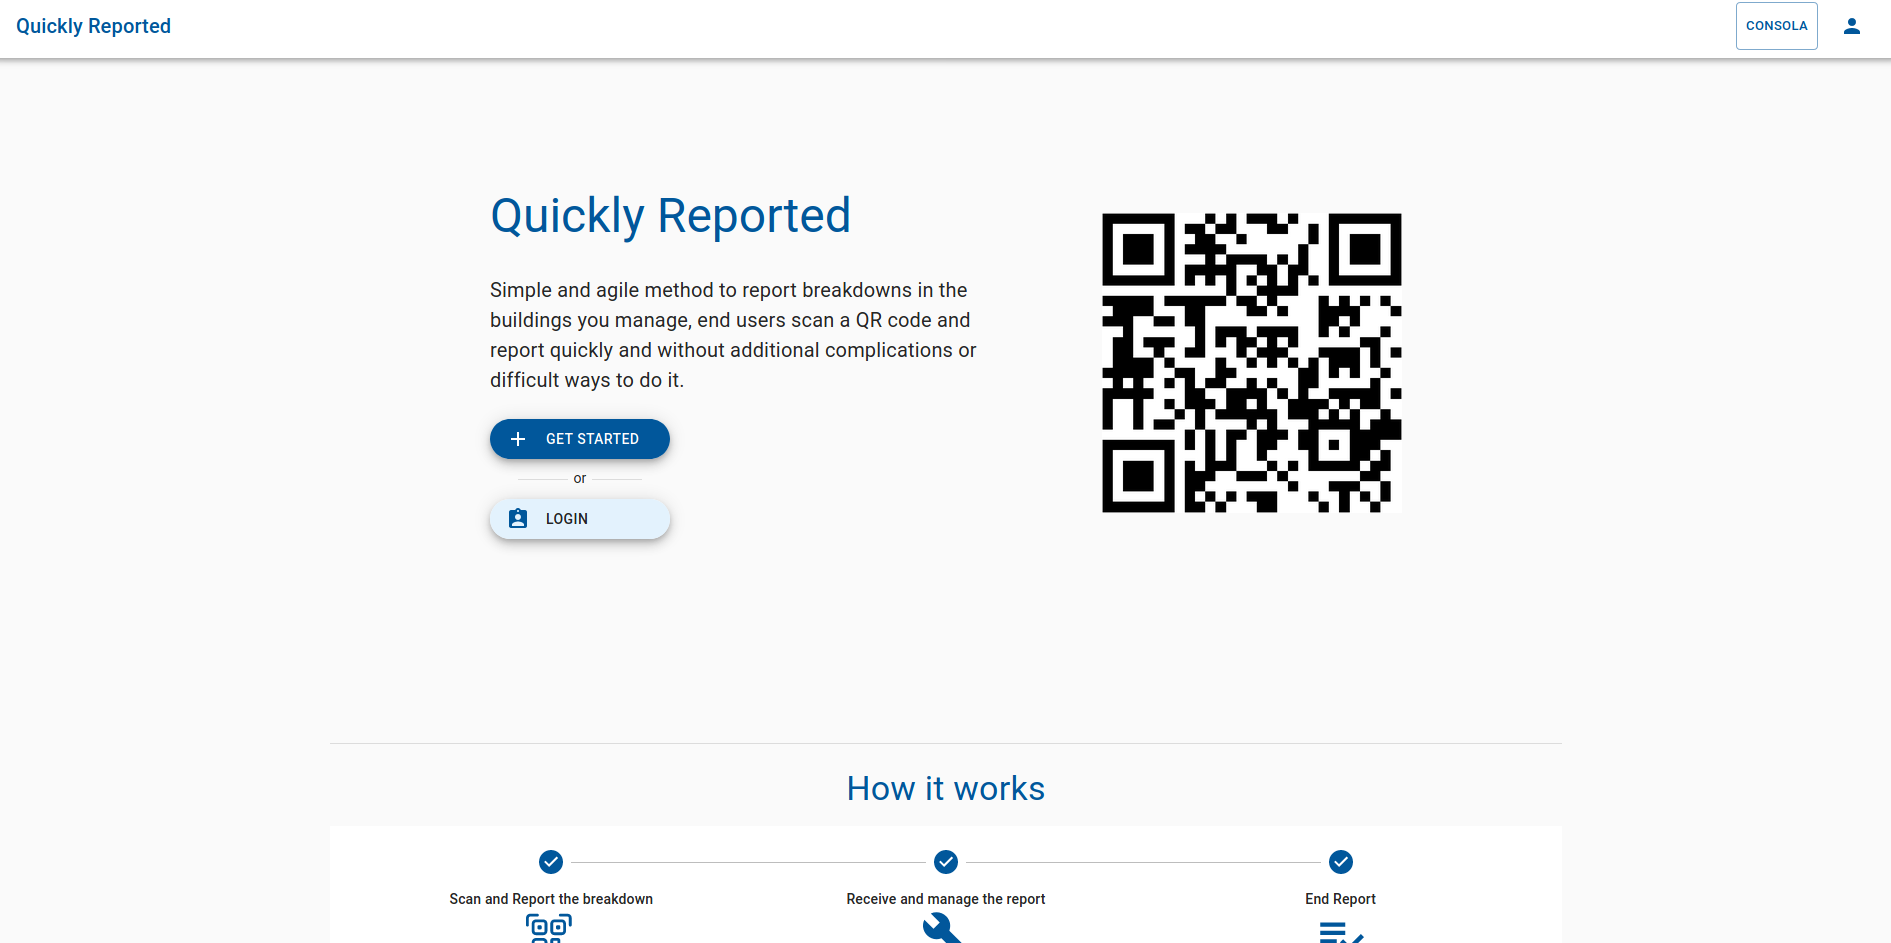 Quickly Reported
CONSOLA
Quickly Reported
Simple and agile method to report breakdowns in the
buildings you manage, end users scan a QR code and
report quickly and without additional complications or
difficult ways to do it.
GET STARTED
or
LOGIN
How it works
Scan and Report the breakdown
Receive and manage the report
End Report